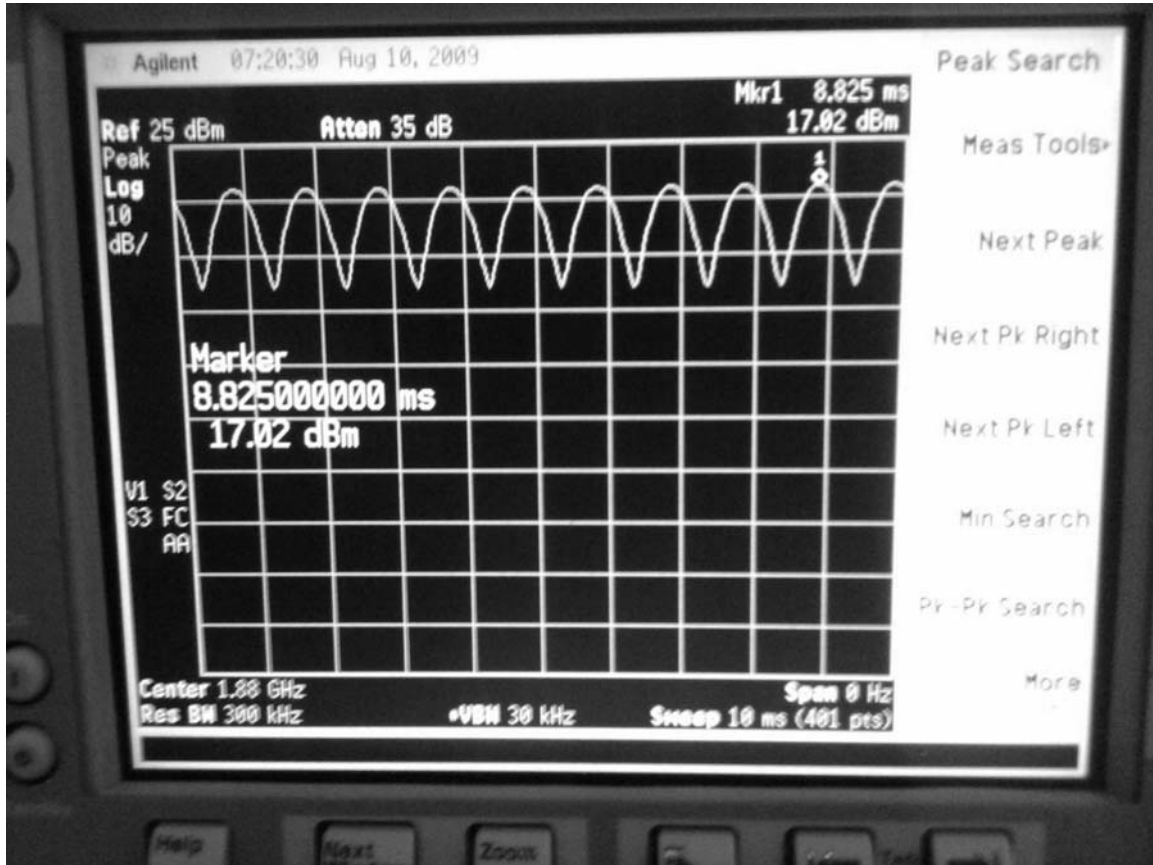 Agilent 07:20:30 Aug 10, 2009
Mkr1 8.825 ms
Ref 25 dBm Atten 35 dB 17.02 dBm
Peak
Log
10
dB/
1
Marker
8.825000000 ms
17.02 dBm
V1 S2
S3 FC
AA
Center 1.88 GHz Span 0 Hz
Res BW 300 kHz •VBW 30 kHz Sweep 10 ms (401 pts)
Peak Search
Meas Tools▸
Next Peak
Next Pk Right
Next Pk Left
Min Search
Pk-Pk Search
More
Help
Next
Zoom